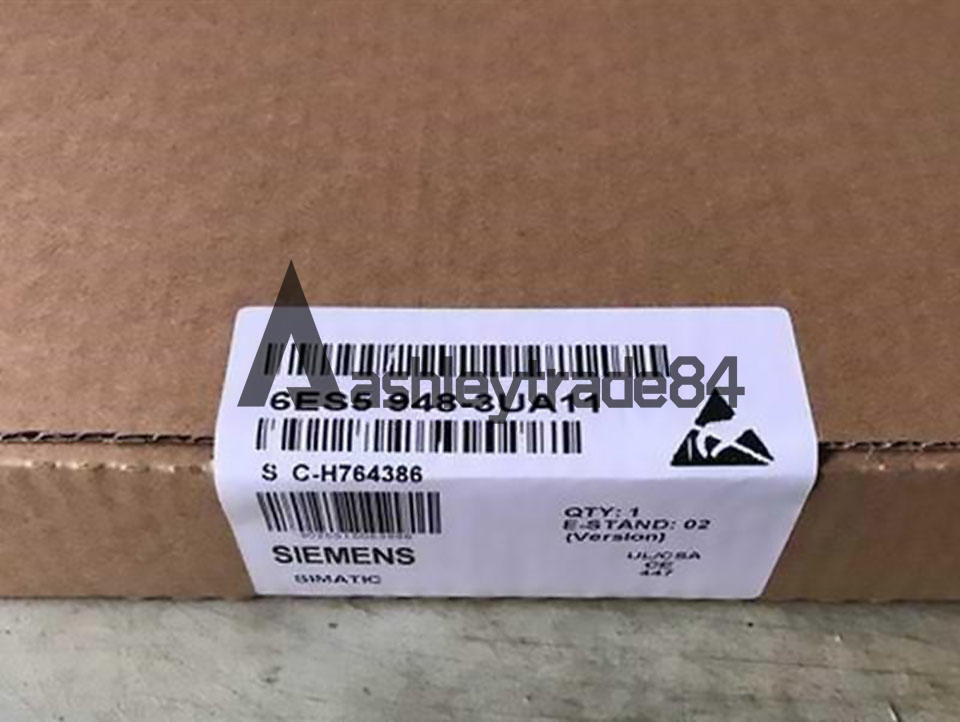 ashleytrade84
6ES5 948-3UA11
S C-H764386
SIEMENS
SIMATIC
QTY: 1
E-STAND: 02
(Version)
UL/CSA
CE
447